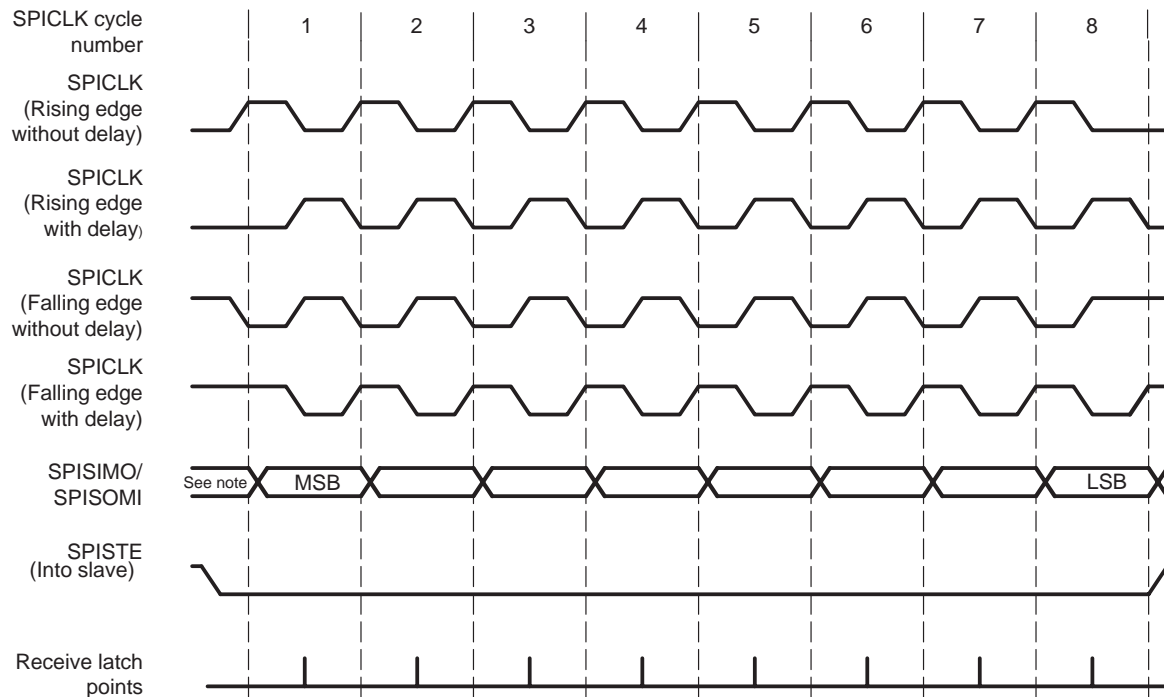 SPICLK cycle
number
1 2 3 4 5 6 7 8
SPICLK
(Rising edge
without delay)
SPICLK
(Rising edge
with delay)
SPICLK
(Falling edge
without delay)
SPICLK
(Falling edge
with delay)
SPISIMO/
SPISOMI
See note MSB LSB
SPISTE
(Into slave)
Receive latch
points